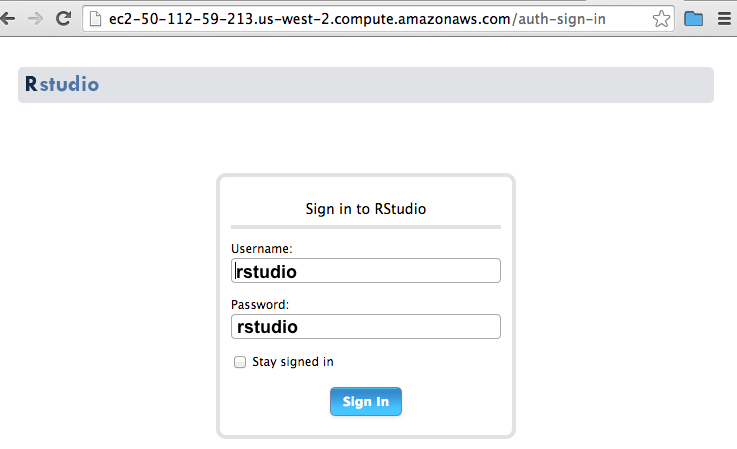 ec2-50-112-59-213.us-west-2.compute.amazonaws.com/auth-sign-in
Rstudio
Sign in to RStudio
Username:
rstudio
Password:
rstudio
Stay signed in
Sign In